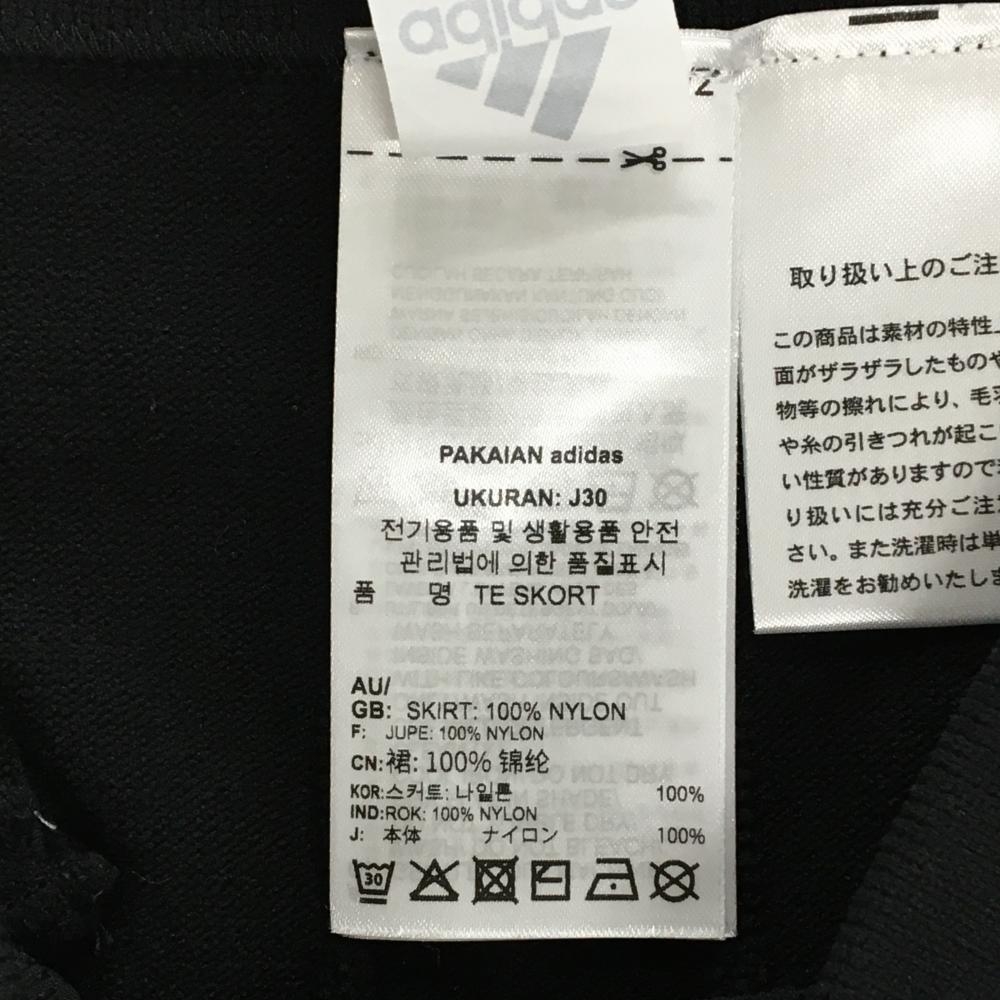 adidas
PAKAIAN adidas
UKURAN: J30
전기용품 및 생활용품 안전
관리법에 의한 품질표시
품 명 TE SKORT
AU/
GB: SKIRT: 100% NYLON
F: JUPE: 100% NYLON
CN:裙: 100% 锦纶
KOR:스커트: 나일론 100%
IND:ROK: 100% NYLON
J: 本体 ナイロン 100%
30
取り扱い上のご注
この商品は素材の特性上
面がザラザラしたものや
物等の擦れにより、毛羽
や糸の引きつれが起こ
い性質がありますので
り扱いには充分ご注
さい。また洗濯時は単
洗濯をお勧めいたしま